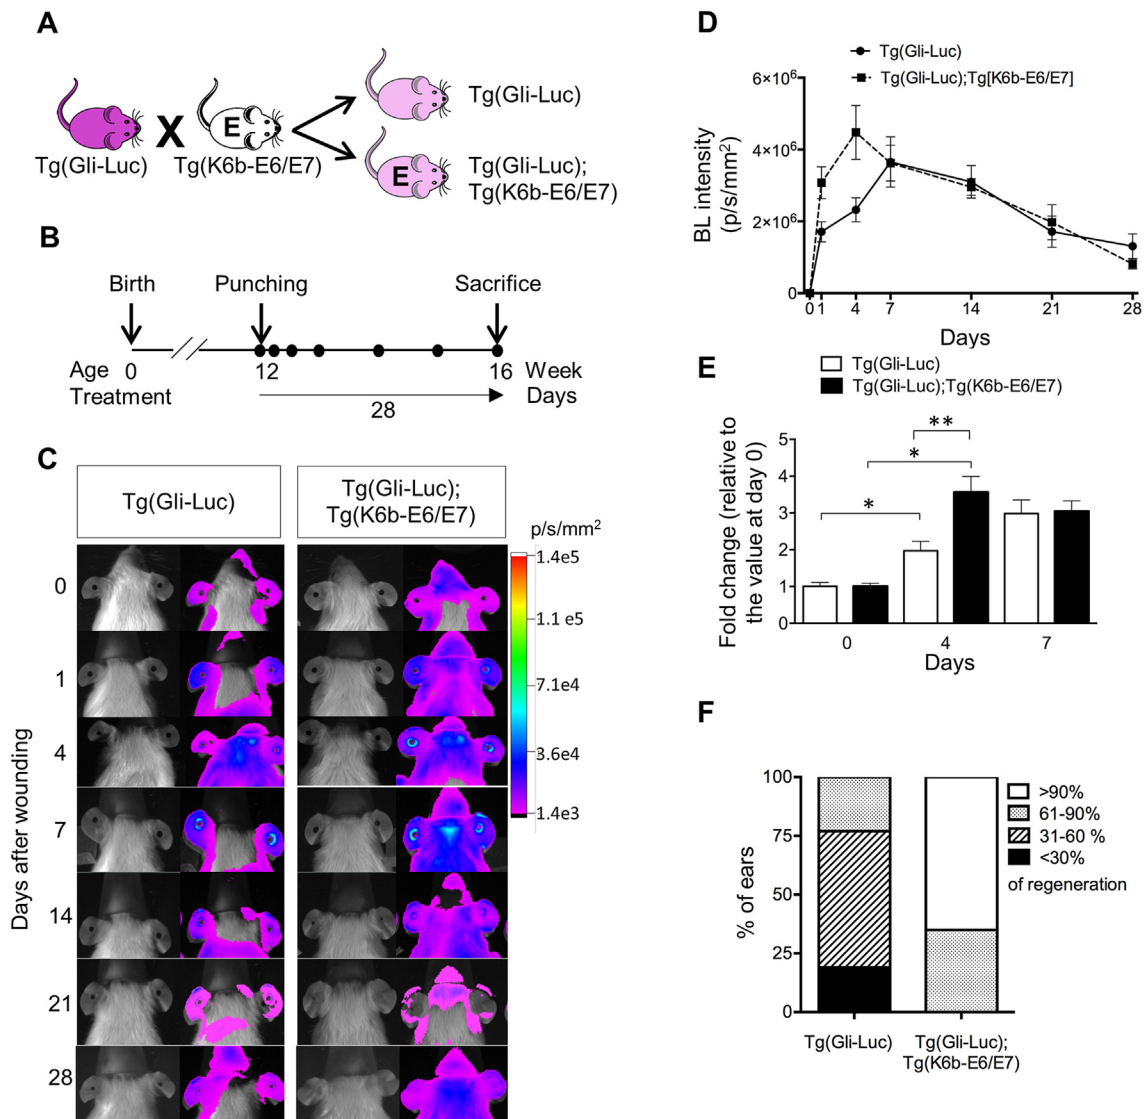 A
X
E
E
Tg(Gli-Luc)
Tg(K6b-E6/E7)
Tg(Gli-Luc)
Tg(Gli-Luc);
Tg(K6b-E6/E7)
B
Birth
Punching
Sacrifice
Age
0
12
16
Week
Treatment
28
Days
C
Tg(Gli-Luc)
Tg(Gli-Luc);
Tg(K6b-E6/E7)
p/s/mm2
1.4e5
1.1 e5
7.1e4
3.6e4
1.4e3
Days after wounding
0
1
4
7
14
21
28
D
Tg(Gli-Luc)
Tg(Gli-Luc);Tg[K6b-E6/E7]
BL intensity
(p/s/mm2)
6×10⁶
4×10⁶
2×10⁶
0
0 1 4 7 14 21 28
Days
E
Tg(Gli-Luc)
Tg(Gli-Luc);Tg(K6b-E6/E7)
Fold change (relative to
the value at day 0)
5
4
3
2
1
0
*
*
**
0 4 7
Days
F
% of ears
100
75
50
25
0
>90%
61-90%
31-60 %
<30%
of regeneration
Tg(Gli-Luc)
Tg(Gli-Luc);
Tg(K6b-E6/E7)